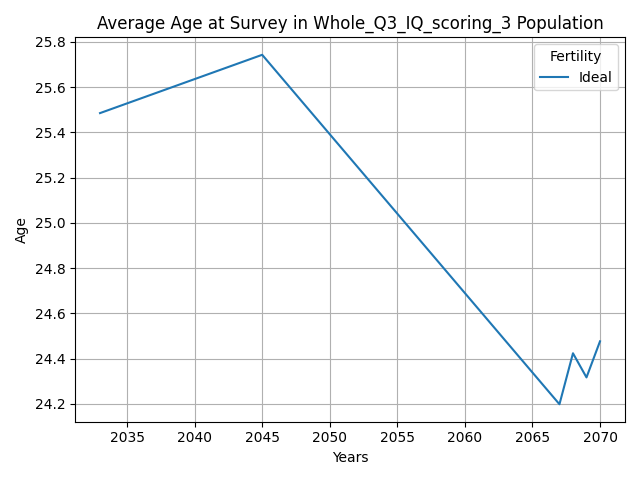 Average Age at Survey in Whole_Q3_IQ_scoring_3 Population
25.8
25.6
25.4
25.2
25.0
24.8
24.6
24.4
24.2
Age
Fertility
Ideal
2035 2040 2045 2050 2055 2060 2065 2070
Years